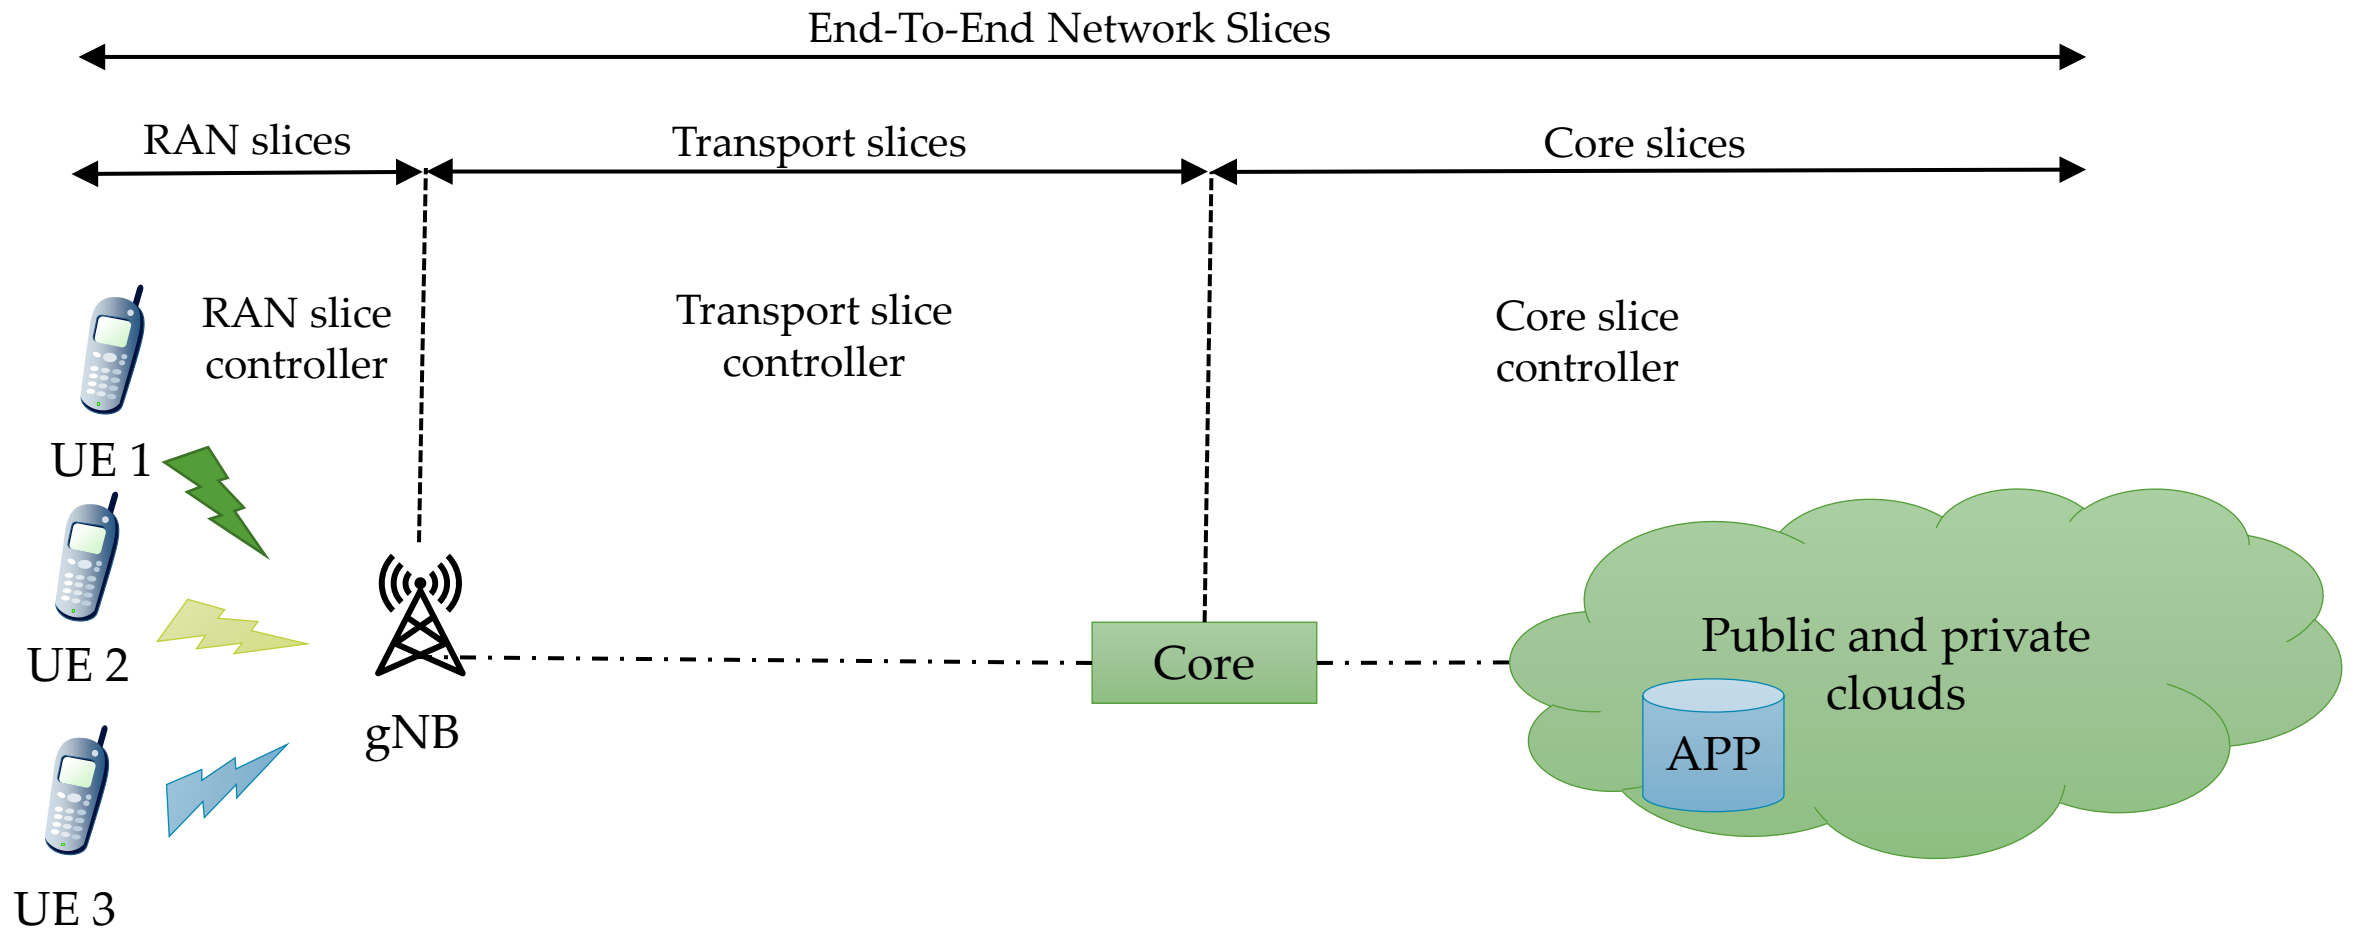 End-To-End Network Slices
RAN slices
Transport slices
Core slices
RAN slice
controller
Transport slice
controller
Core slice
controller
UE 1
UE 2
UE 3
gNB
Core
Public and private
clouds
APP